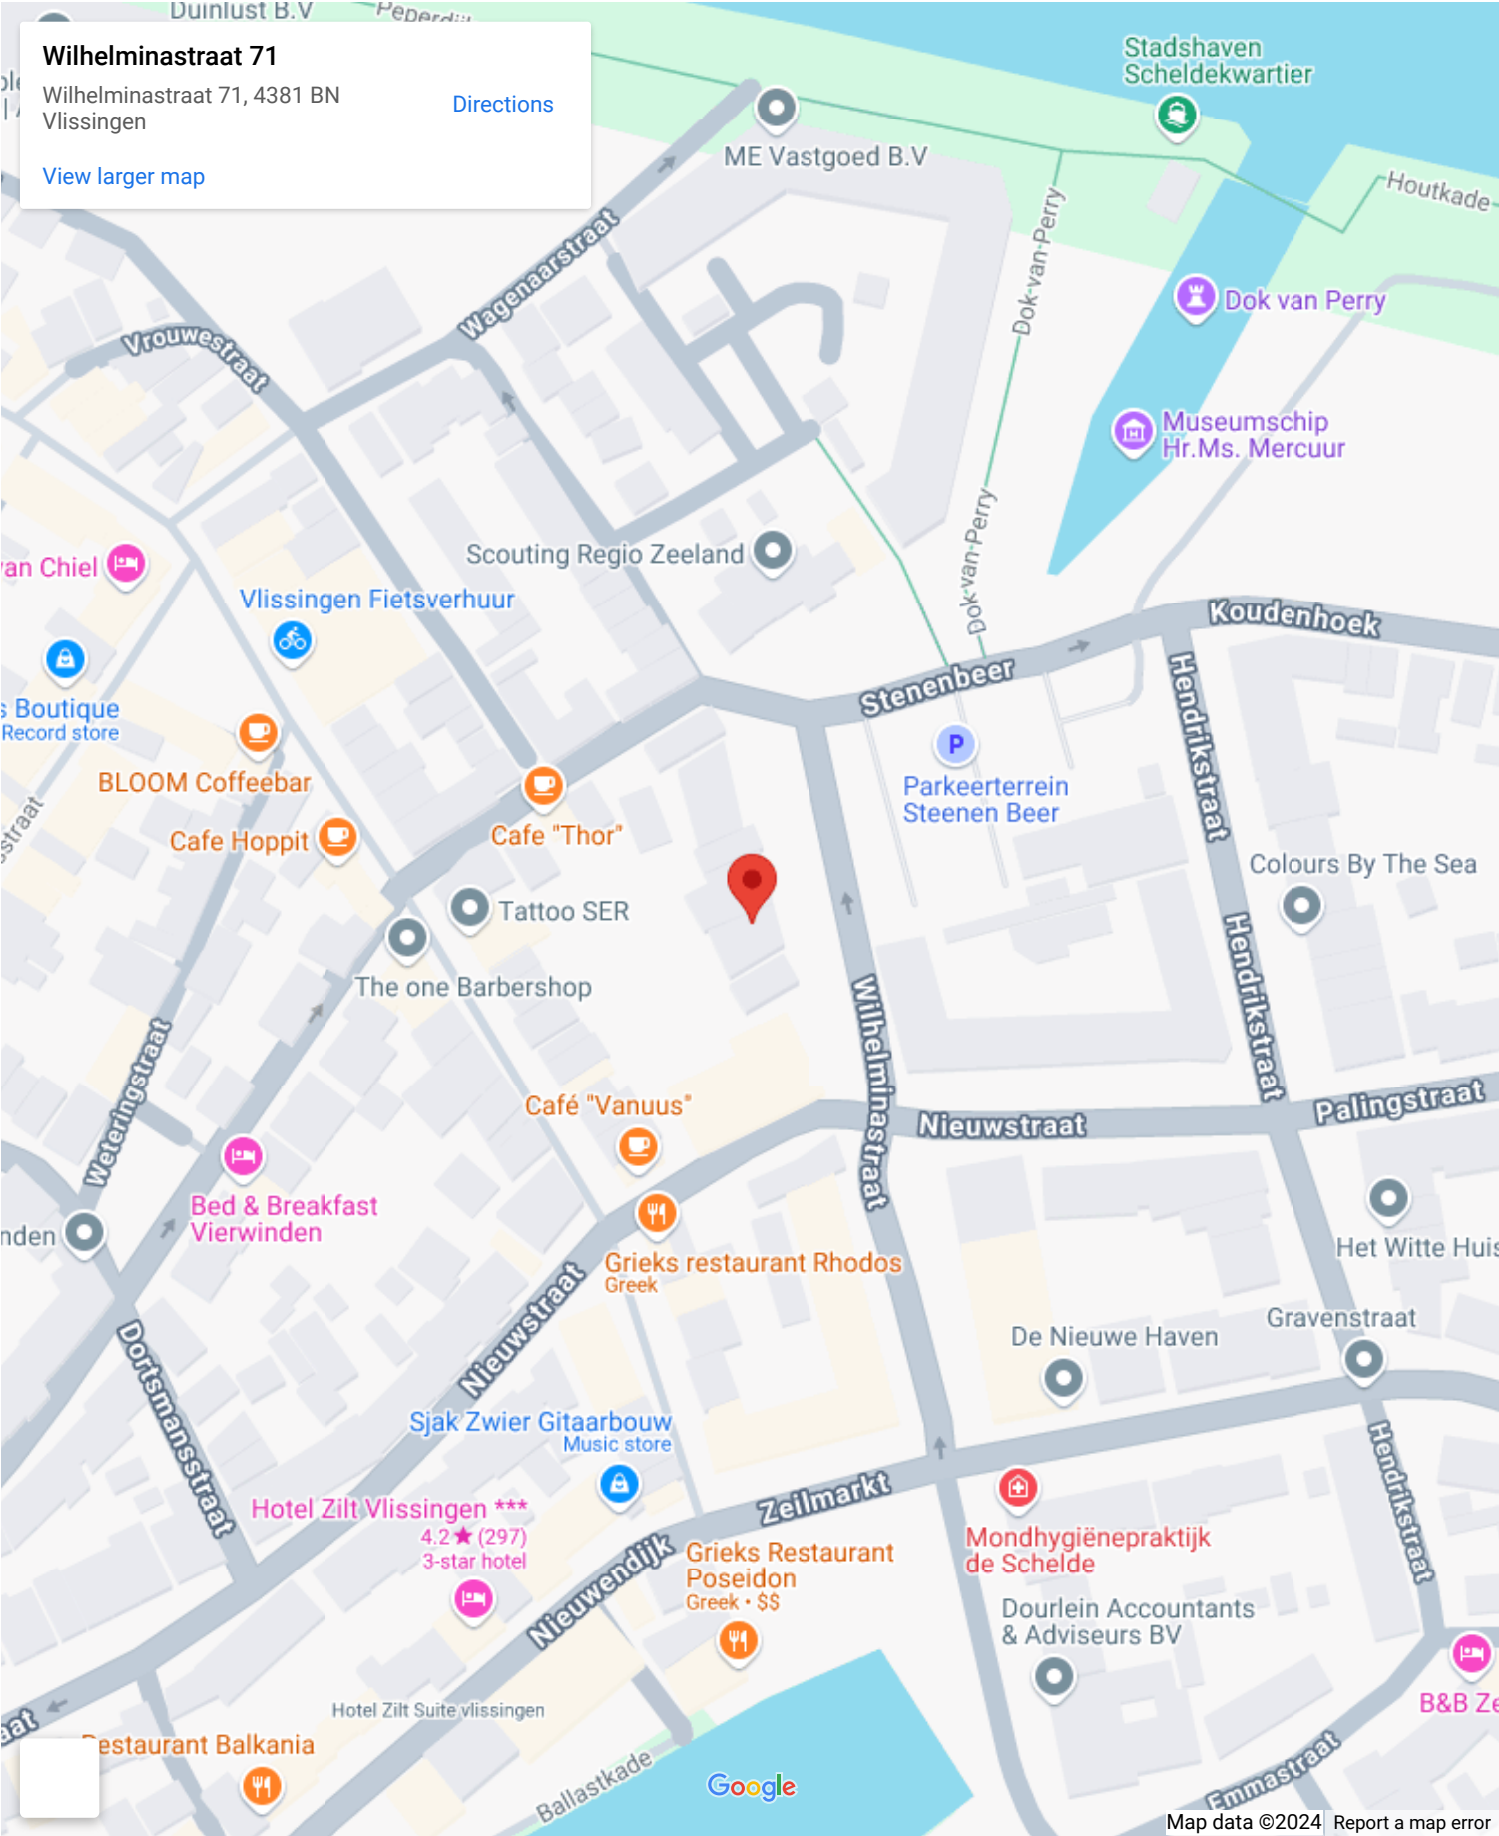 Duinlust B.V
Peperdijk
Wilhelminastraat 71
Wilhelminastraat 71, 4381 BN
Vlissingen
Directions
View larger map
Stadshaven
Scheldekwartier
ME Vastgoed B.V
Houtkade
Dok-van-Perry
Wagenaarstraat
Dok van Perry
Vrouwestraat
Museumschip
Hr.Ms. Mercuur
Scouting Regio Zeeland
Dok-van-Perry
van Chiel
Vlissingen Fietsverhuur
Koudenhoek
Stenenbeer
Hendrikstraat
s Boutique
Record store
BLOOM Coffeebar
P
Parkeerterrein
Steenen Beer
Cafe "Thor"
Cafe Hoppit
sstraat
Colours By The Sea
Tattoo SER
The one Barbershop
Hendrikstraat
Wilhelminastraat
Weteringstraat
Café "Vanuus"
Nieuwstraat
Palingstraat
Bed & Breakfast
Vierwinden
nden
Het Witte Huis
Grieks restaurant Rhodos
Greek
Nieuwstraat
Gravenstraat
De Nieuwe Haven
Dortsmansstraat
Sjak Zwier Gitaarbouw
Music store
Hendrikstraat
Hotel Zilt Vlissingen ***
4.2★ (297)
3-star hotel
Zeilmarkt
Nieuwendijk
Grieks Restaurant
Poseidon
Greek • $$
Mondhygiënepraktijk
de Schelde
Dourlein Accountants
& Adviseurs BV
Hotel Zilt Suite vlissingen
B&B Ze
aat
Restaurant Balkania
Ballastkade
Google
Emmastraat
Map data ©2024
Report a map error